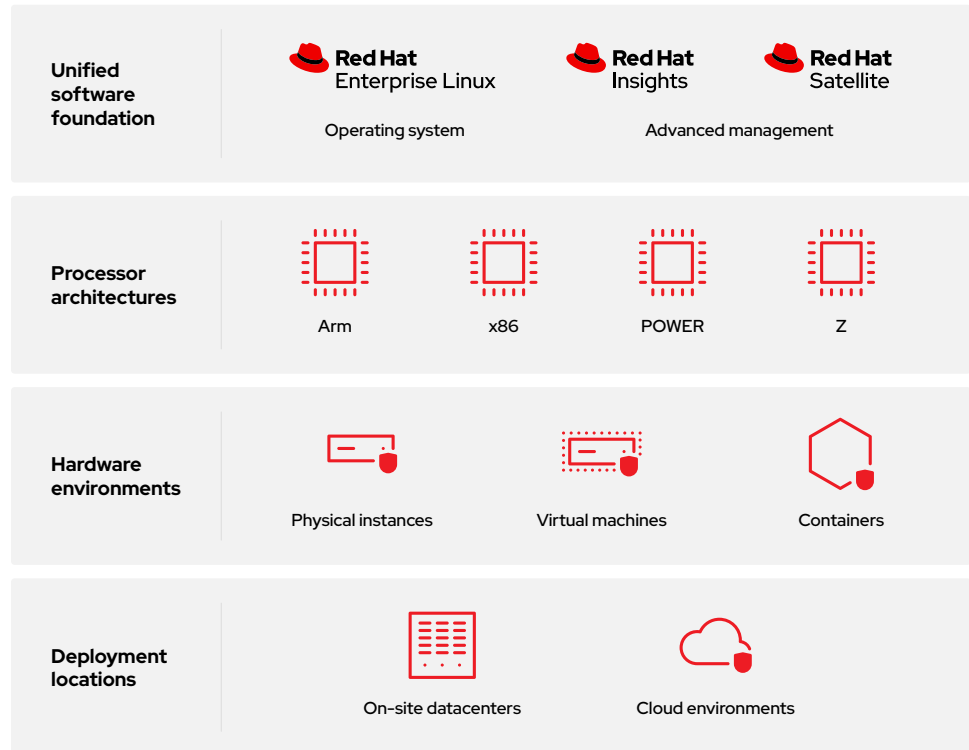 Unified
software
foundation
Red Hat
Enterprise Linux
Red Hat
Insights
Red Hat
Satellite
Operating system
Advanced management
Processor
architectures
Arm
x86
POWER
Z
Hardware
environments
Physical instances
Virtual machines
Containers
Deployment
locations
On-site datacenters
Cloud environments